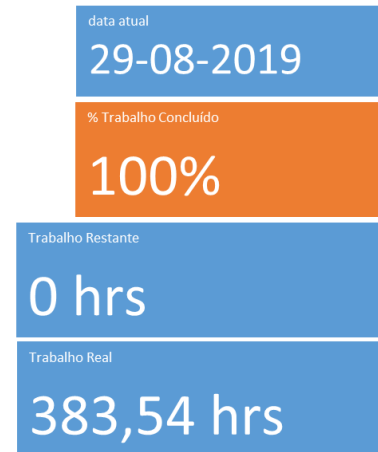 data atual
29-08-2019
% Trabalho Concluído
100%
Trabalho Restante
0 hrs
Trabalho Real
383,54 hrs